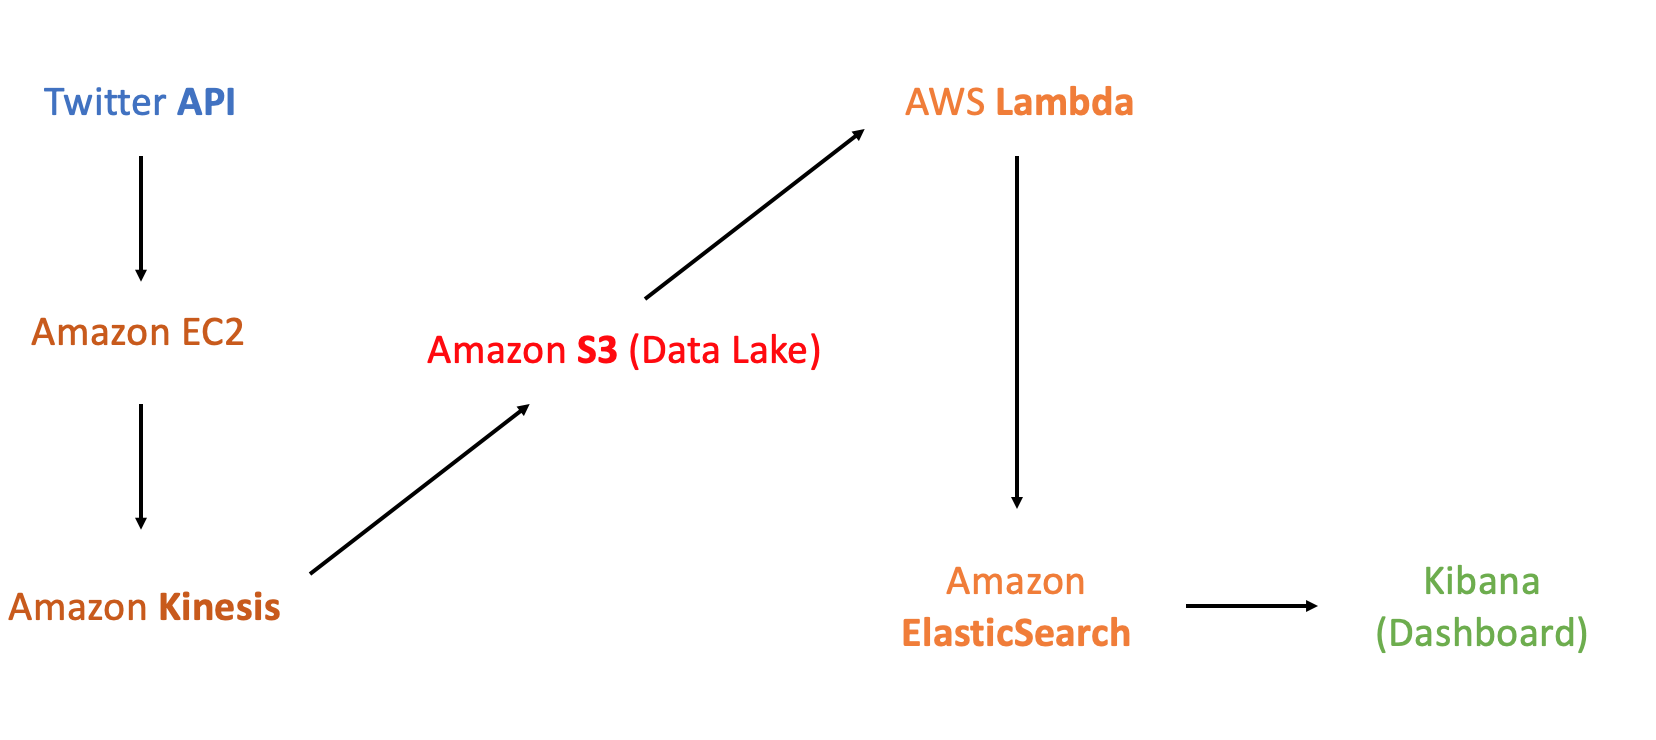 Twitter API
Amazon EC2
Amazon Kinesis
Amazon S3 (Data Lake)
AWS Lambda
Amazon
ElasticSearch
Kibana
(Dashboard)